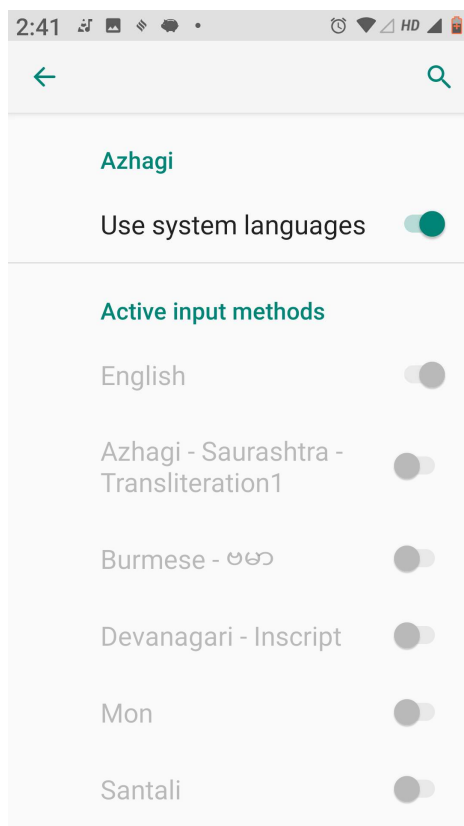 2:41 HD
Azhagi
Use system languages
Active input methods
English
Azhagi - Saurashtra -
Transliteration1
Burmese - ဗမာ
Devanagari - Inscript
Mon
Santali